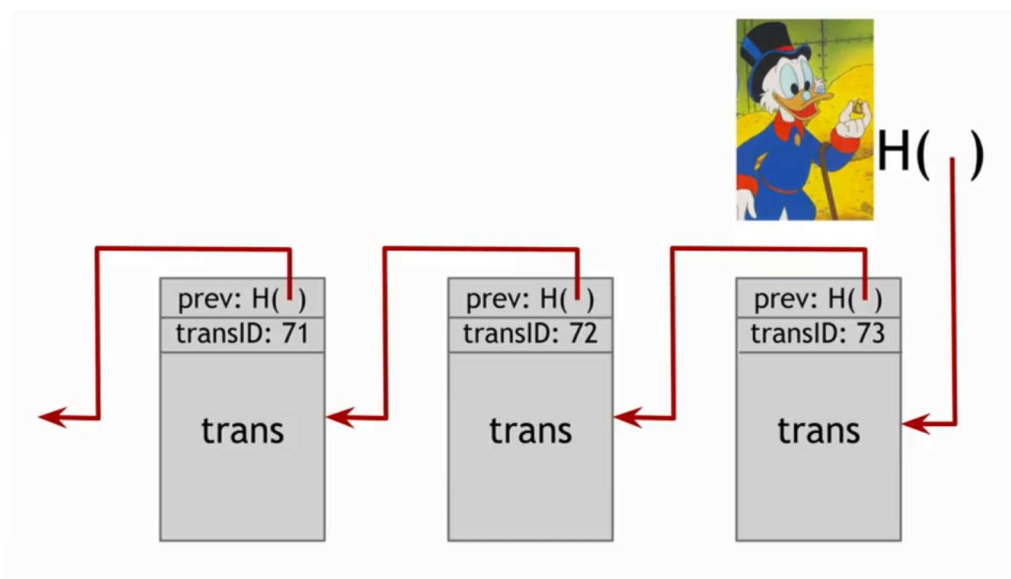 H( )
prev: H( )
transID: 71
trans
prev: H( )
transID: 72
trans
prev: H( )
transID: 73
trans